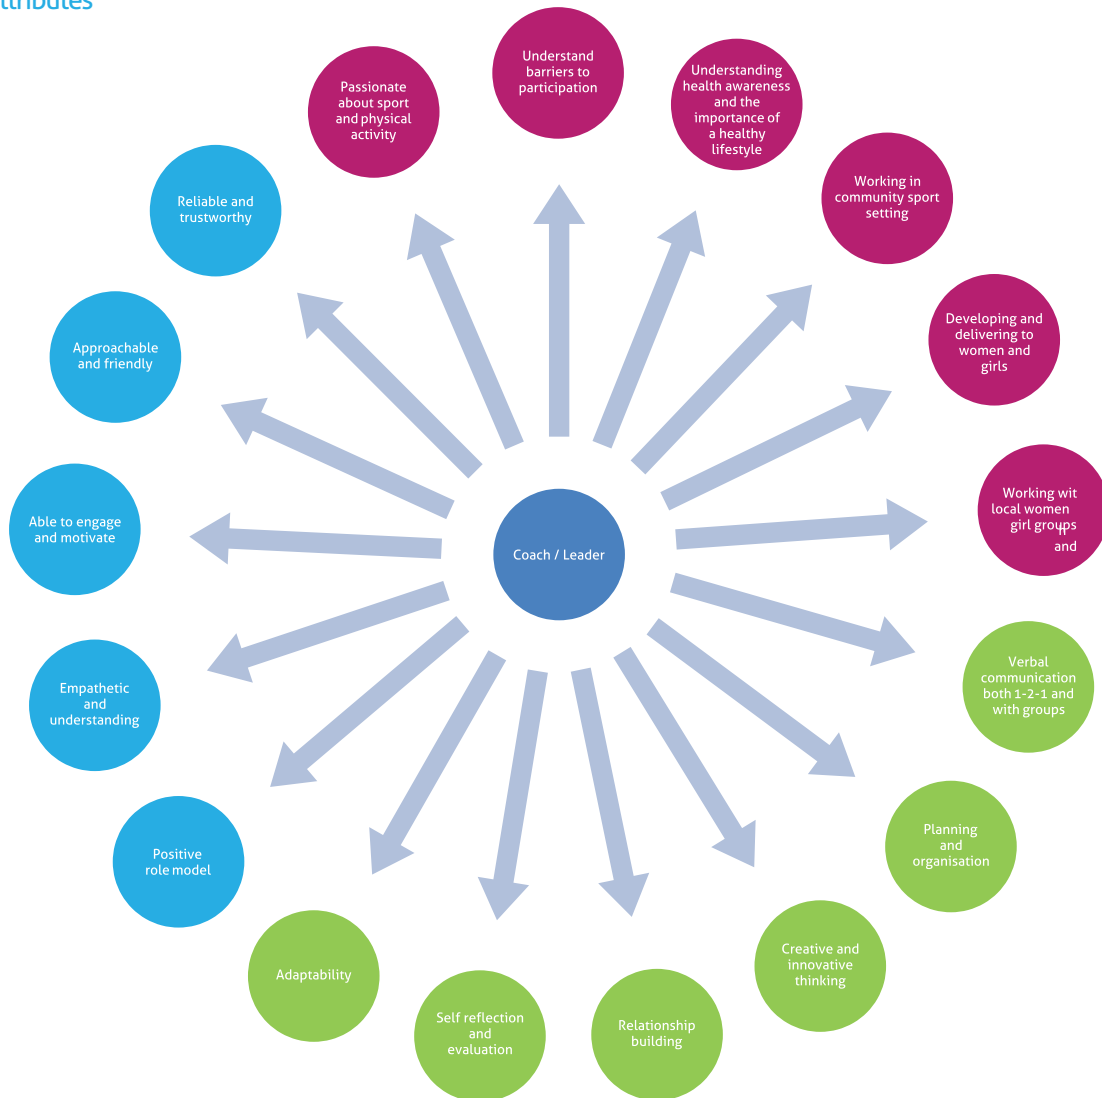 ttributes
Understand
barriers to
participation
Understanding
health awareness
and the
importance of
a healthy
lifestyle
Working in
community sport
setting
Developing and
delivering to
women and
girls
Working wit
local women
girl groups
and
Verbal
communication
both 1-2-1 and
with groups
Planning
and
organisation
Creative and
innovative
thinking
Relationship
building
Self reflection
and
evaluation
Adaptability
Positive
role model
Empathetic
and
understanding
Able to engage
and motivate
Approachable
and friendly
Reliable and
trustworthy
Passionate
about sport
and physical
activity
Coach / Leader